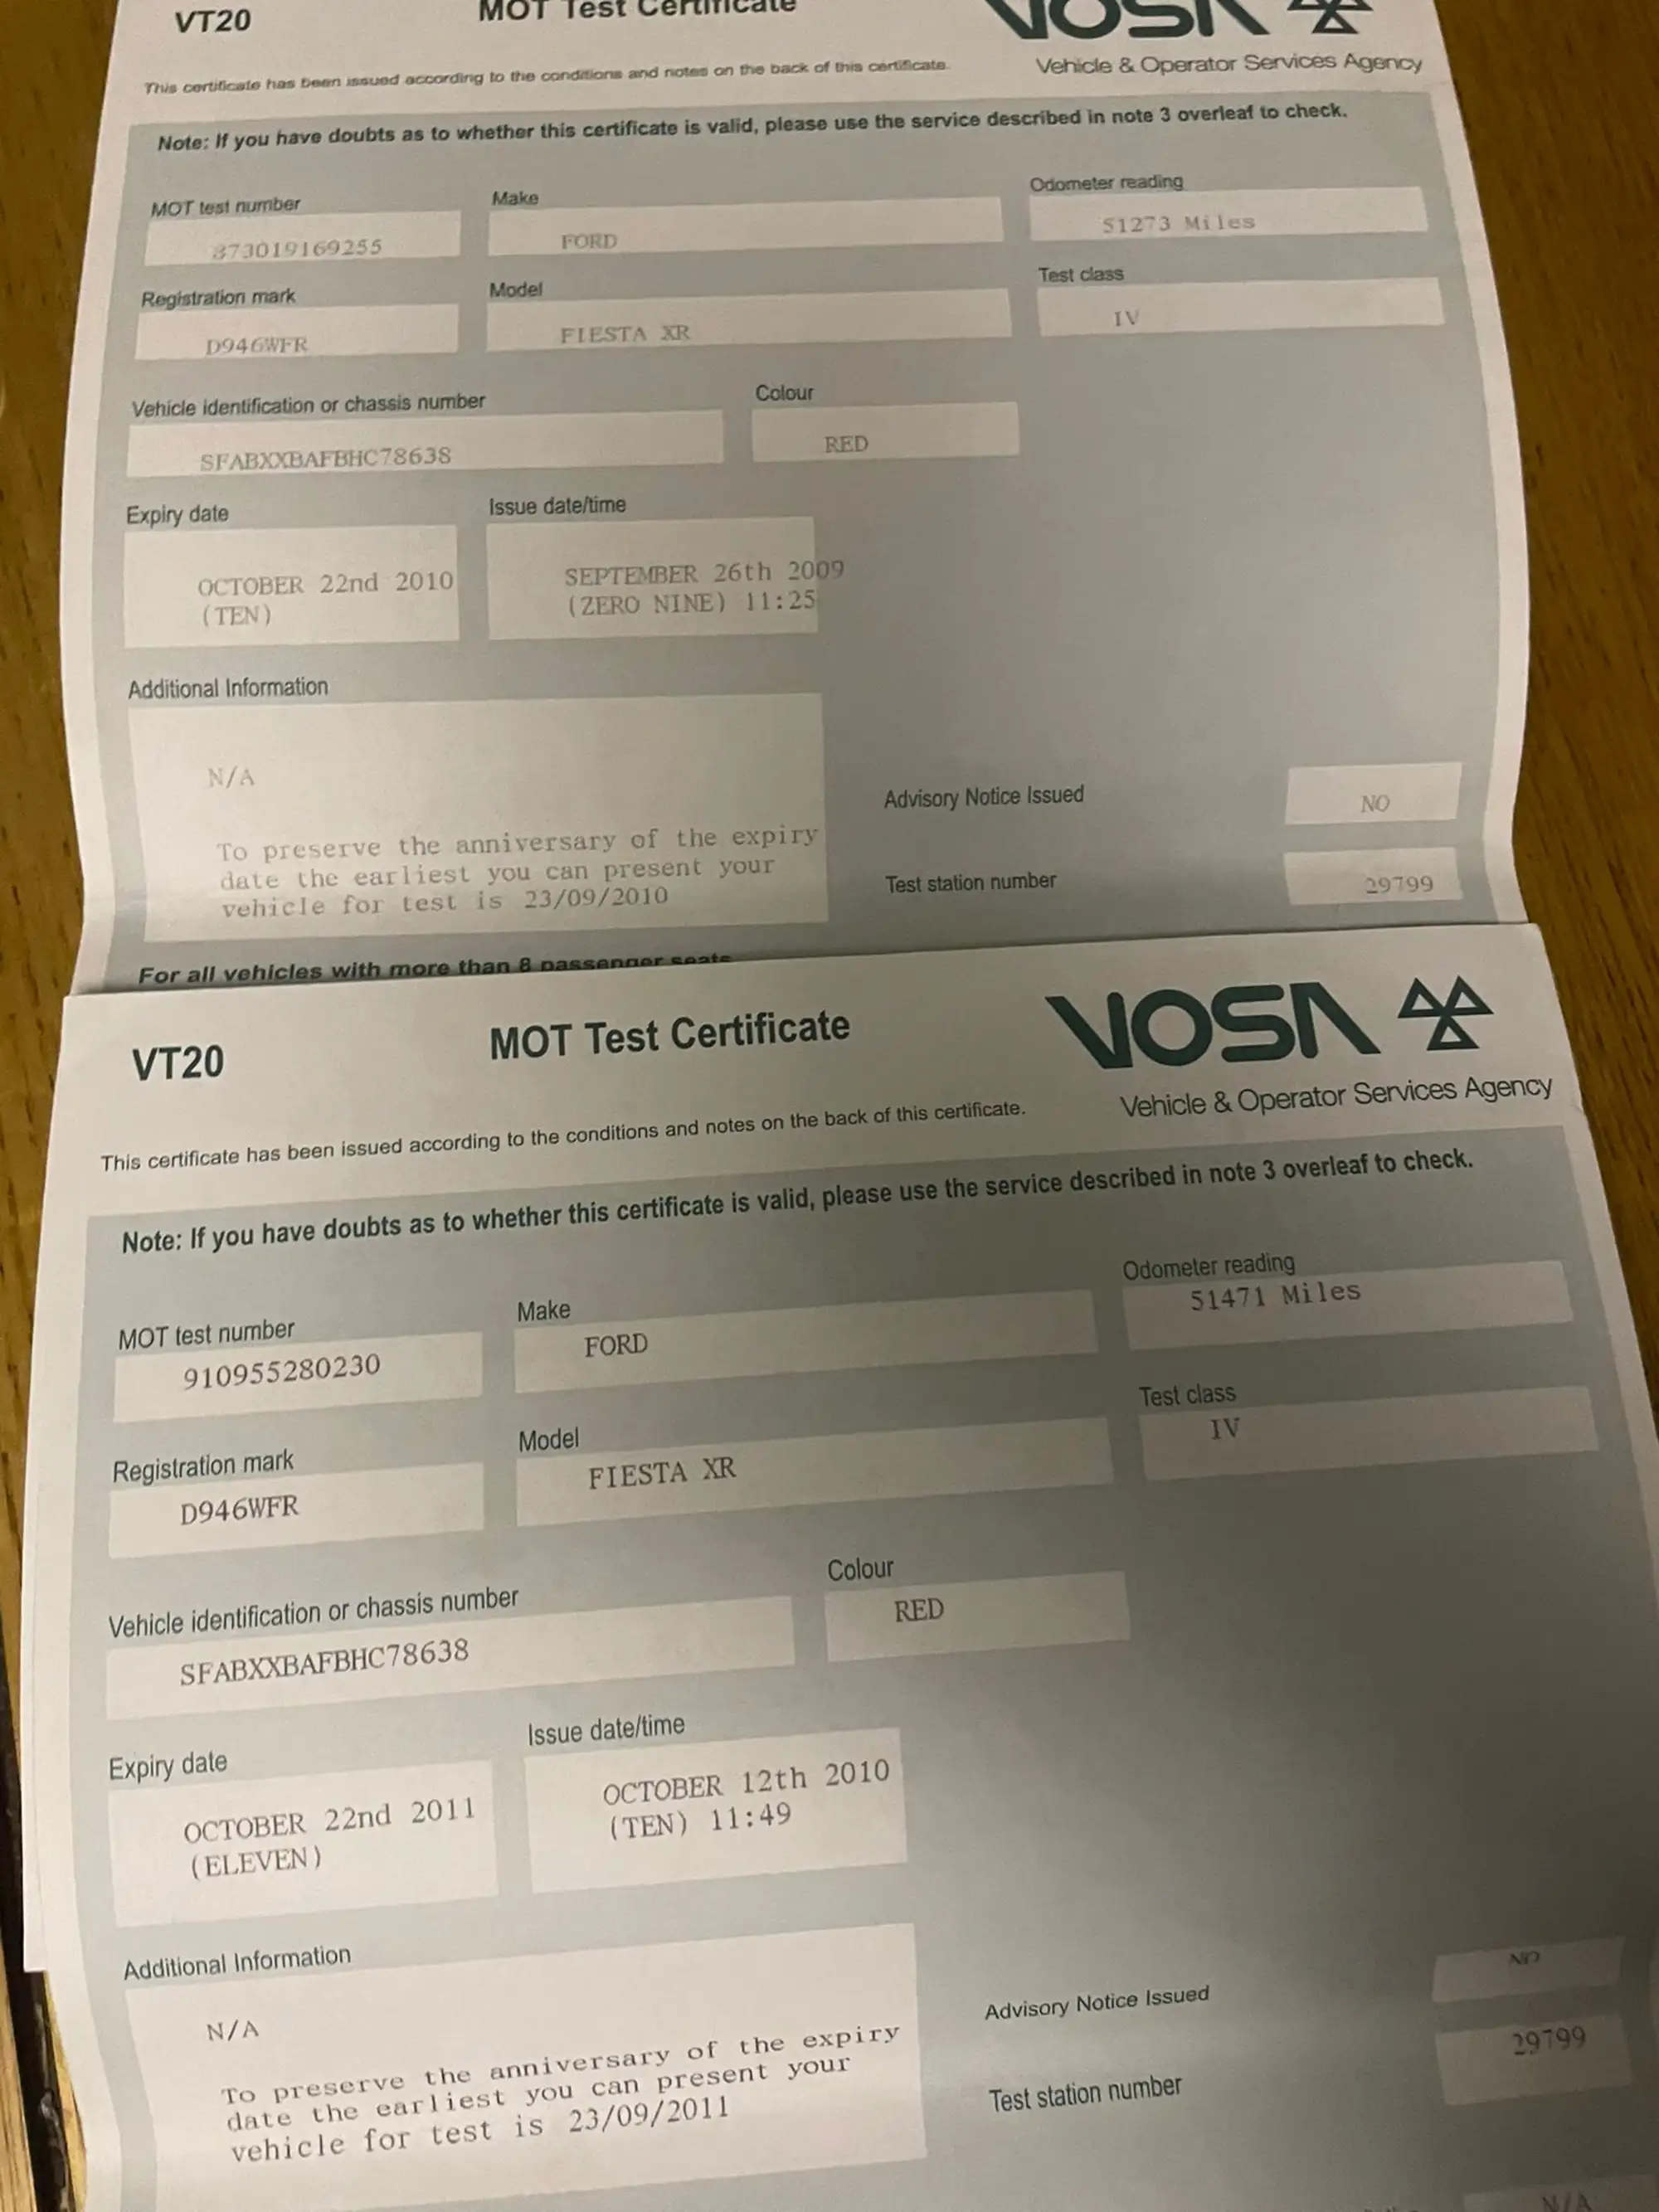 VT20
MOT Test Certificate
VOSA
Vehicle & Operator Services Agency
This certificate has been issued according to the conditions and notes on the back of this certificate.
Note: If you have doubts as to whether this certificate is valid, please use the service described in note 3 overleaf to check.
MOT test number
873019169255
Make
FORD
Odometer reading
51273 Miles
Registration mark
D946WFR
Model
FIESTA XR
Test class
IV
Vehicle identification or chassis number
SFABXXBAFBHC78638
Colour
RED
Expiry date
OCTOBER 22nd 2010
(TEN)
Issue date/time
SEPTEMBER 26th 2009
(ZERO NINE) 11:25
Additional Information
N/A
To preserve the anniversary of the expiry
date the earliest you can present your
vehicle for test is 23/09/2010
Advisory Notice Issued
NO
Test station number
29799
For all vehicles with more than 8 passenger seats
VT20
MOT Test Certificate
VOSA
Vehicle & Operator Services Agency
This certificate has been issued according to the conditions and notes on the back of this certificate.
Note: If you have doubts as to whether this certificate is valid, please use the service described in note 3 overleaf to check.
MOT test number
910955280230
Make
FORD
Odometer reading
51471 Miles
Registration mark
D946WFR
Model
FIESTA XR
Test class
IV
Vehicle identification or chassis number
SFABXXBAFBHC78638
Colour
RED
Expiry date
OCTOBER 22nd 2011
(ELEVEN)
Issue date/time
OCTOBER 12th 2010
(TEN) 11:49
Additional Information
N/A
To preserve the anniversary of the expiry
date the earliest you can present your
vehicle for test is 23/09/2011
Advisory Notice Issued
NO
Test station number
29799
N/A